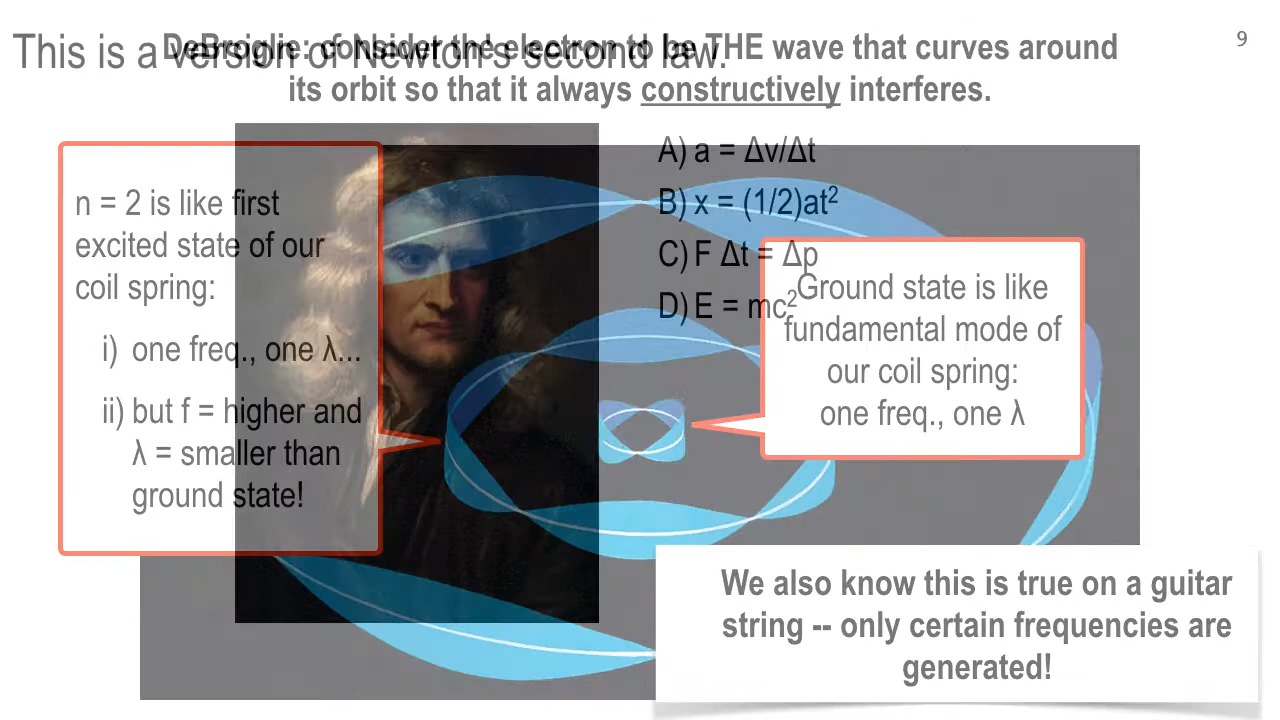 This is a version of Newton's second law.
DeBroglie: consider the electron to be THE wave that curves around
its orbit so that it always constructively interferes.
9
n = 2 is like first
excited state of our
coil spring:
i) one freq., one λ...
ii) but f = higher and
λ = smaller than
ground state!
A) a = Δv/Δt
B) x = (1/2)at²
C) F Δt = Δp
D) E = mc²
Ground state is like
fundamental mode of
our coil spring:
one freq., one λ
We also know this is true on a guitar
string -- only certain frequencies are
generated!